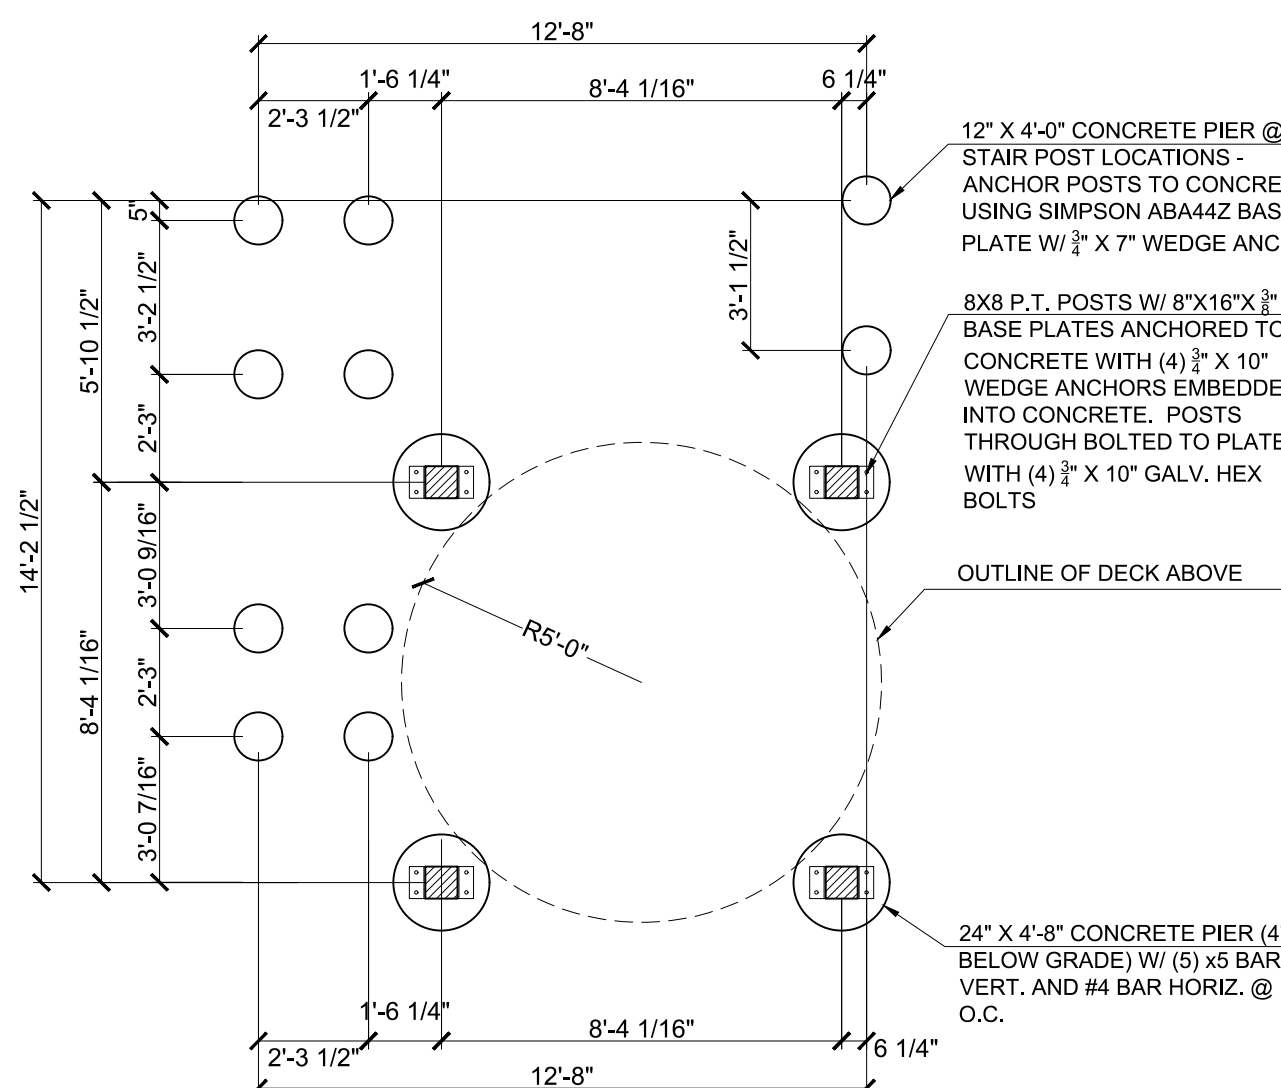 12'-8"
1'-6 1/4"
8'-4 1/16"
6 1/4"
2'-3 1/2"
12" X 4'-0" CONCRETE PIER @
STAIR POST LOCATIONS -
ANCHOR POSTS TO CONCRE
USING SIMPSON ABA44Z BAS
PLATE W/ 3/4" X 7" WEDGE ANC
5"
3'-2 1/2"
3'-1 1/2"
5'-10 1/2"
2'-3"
8X8 P.T. POSTS W/ 8"X16"X 3/8"
BASE PLATES ANCHORED TO
CONCRETE WITH (4) 3/4" X 10"
WEDGE ANCHORS EMBEDDE
INTO CONCRETE. POSTS
THROUGH BOLTED TO PLATE
WITH (4) 3/4" X 10" GALV. HEX
BOLTS
14'-2 1/2"
3'-0 9/16"
OUTLINE OF DECK ABOVE
R5'-0"
8'-4 1/16"
2'-3"
3'-0 7/16"
24" X 4'-8" CONCRETE PIER (4'
BELOW GRADE) W/ (5) x5 BAR
VERT. AND #4 BAR HORIZ. @
O.C.
1'-6 1/4"
8'-4 1/16"
6 1/4"
2'-3 1/2"
12'-8"